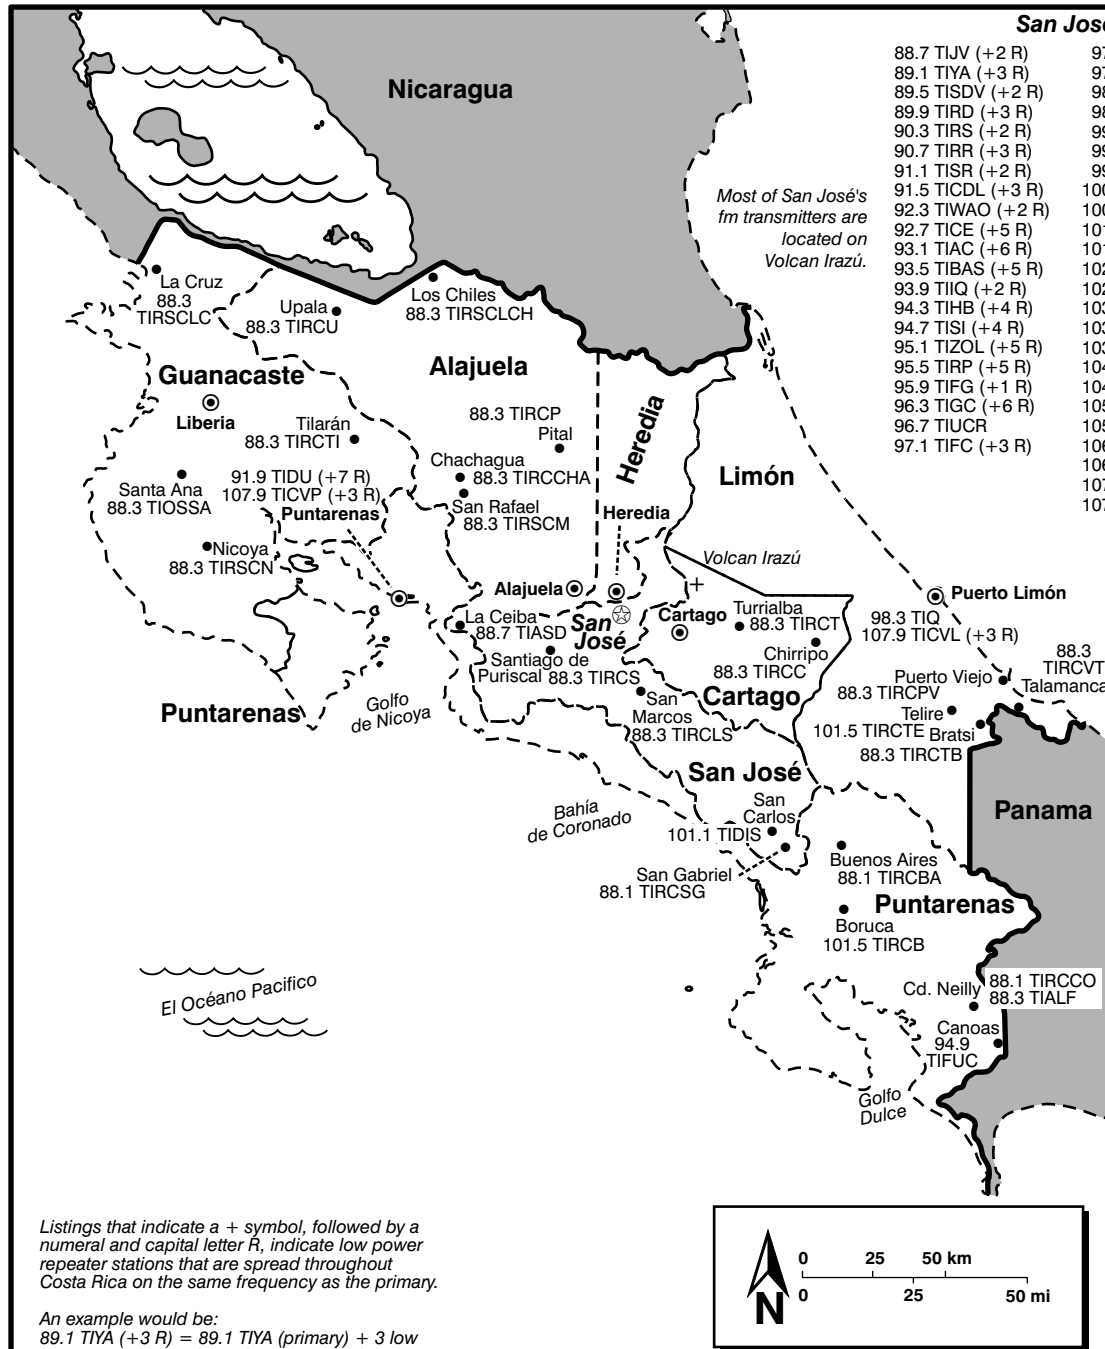 San José
88.7 TIJV (+2 R)
89.1 TIYA (+3 R)
89.5 TISDV (+2 R)
89.9 TIRD (+3 R)
90.3 TIRS (+2 R)
90.7 TIRR (+3 R)
91.1 TISR (+2 R)
91.5 TICDL (+3 R)
92.3 TIWAO (+2 R)
92.7 TICE (+5 R)
93.1 TIAC (+6 R)
93.5 TIBAS (+5 R)
93.9 TIIQ (+2 R)
94.3 TIHB (+4 R)
94.7 TISI (+4 R)
95.1 TIZOL (+5 R)
95.5 TIRP (+5 R)
95.9 TIFG (+1 R)
96.3 TIGC (+6 R)
96.7 TIUCR
97.1 TIFC (+3 R)
Nicaragua
Most of San José's
fm transmitters are
located on
Volcan Irazú.
La Cruz
88.3
TIRSCLC
Upala
88.3 TIRCU
Los Chiles
88.3 TIRSCLCH
Guanacaste
Liberia
Alajuela
Tilarán
88.3 TIRCTI
88.3 TIRCP
Pital
Heredia
Limón
Chachagua
88.3 TIRCCHA
San Rafael
88.3 TIRSCM
91.9 TIDU (+7 R)
107.9 TICVP (+3 R)
Puntarenas
Santa Ana
88.3 TIOSSA
Heredia
Nicoya
88.3 TIRSCN
Volcan Irazú
Alajuela
La Ceiba
88.7 TIASD
San
José
Cartago
Turrialba
88.3 TIRCT
Chirripo
88.3 TIRCC
Cartago
Puerto Limón
98.3 TIQ
107.9 TICVL (+3 R)
88.3
TIRCVT
Talamanca
Puerto Viejo
88.3 TIRCPV
Telire
101.5 TIRCTE
Bratsi
88.3 TIRCTB
Santiago de
Puriscal
88.3 TIRCS
San
Marcos
88.3 TIRCLS
Puntarenas
Golfo
de Nicoya
San José
Bahía
de Coronado
San
Carlos
101.1 TIDIS
San Gabriel
88.1 TIRCSG
Buenos Aires
88.1 TIRCBA
Panama
Puntarenas
Boruca
101.5 TIRCB
El Océano Pacifico
Cd. Neilly
88.1 TIRCCO
88.3 TIALF
Canoas
94.9
TIFUC
Golfo
Dulce
Listings that indicate a + symbol, followed by a
numeral and capital letter R, indicate low power
repeater stations that are spread throughout
Costa Rica on the same frequency as the primary.
An example would be:
89.1 TIYA (+3 R) = 89.1 TIYA (primary) + 3 low
N
0 25 50 km
0 25 50 mi